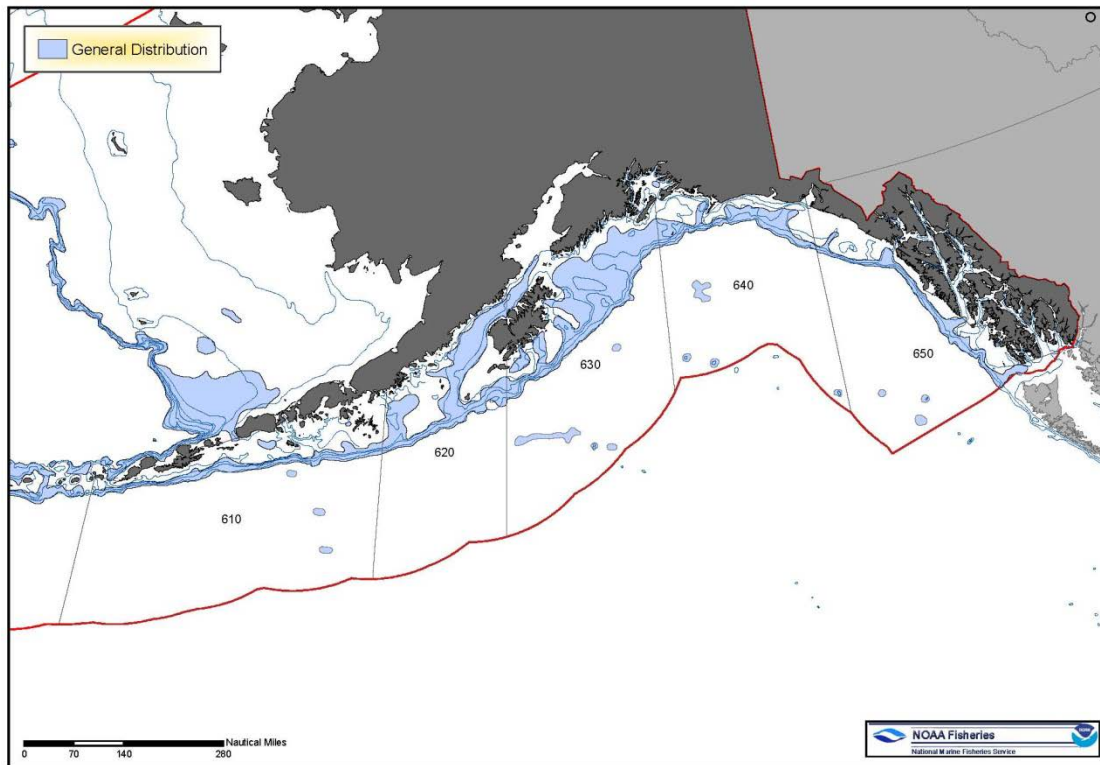 General Distribution
640
630
650
620
610
Nautical Miles
0 70 140 280
NOAA Fisheries
National Marine Fisheries Service